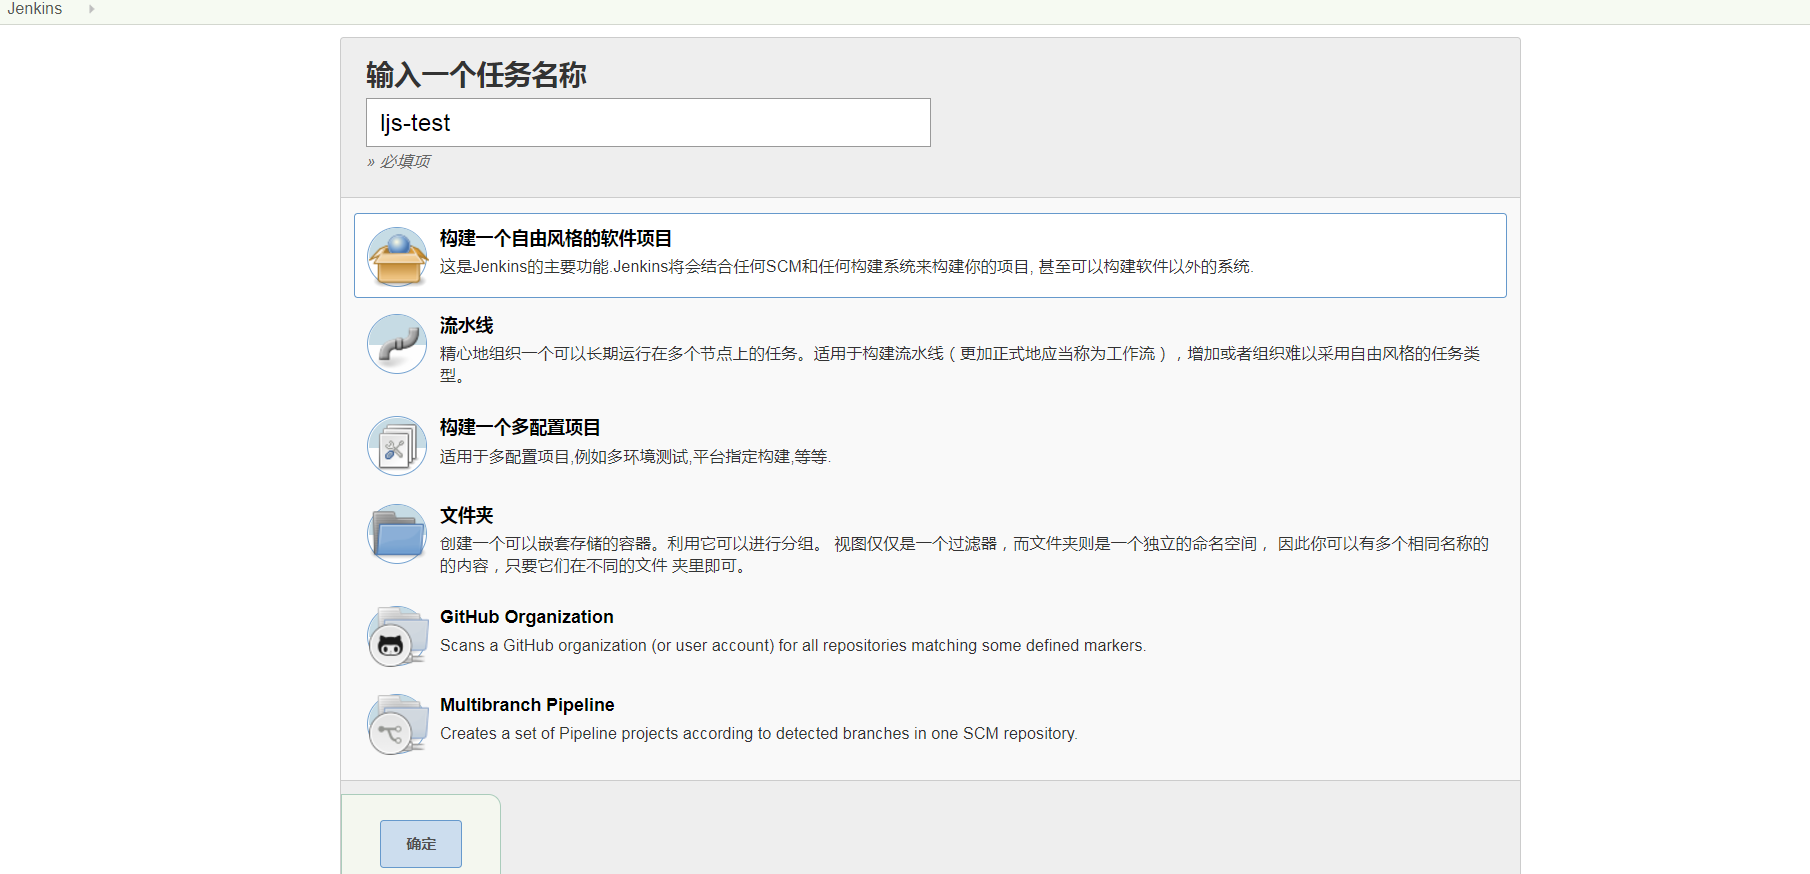 Jenkins
输入一个任务名称
ljs-test
» 必填项
构建一个自由风格的软件项目
这是Jenkins的主要功能.Jenkins将会结合任何SCM和任何构建系统来构建你的项目, 甚至可以构建软件以外的系统.
流水线
精心地组织一个可以长期运行在多个节点上的任务。适用于构建流水线（更加正式地应当称为工作流），增加或者组织难以采用自由风格的任务类
型。
构建一个多配置项目
适用于多配置项目,例如多环境测试,平台指定构建,等等.
文件夹
创建一个可以嵌套存储的容器。利用它可以进行分组。 视图仅仅是一个过滤器，而文件夹则是一个独立的命名空间， 因此你可以有多个相同名称的
的内容，只要它们在不同的文件 夹里即可。
GitHub Organization
Scans a GitHub organization (or user account) for all repositories matching some defined markers.
Multibranch Pipeline
Creates a set of Pipeline projects according to detected branches in one SCM repository.
确定